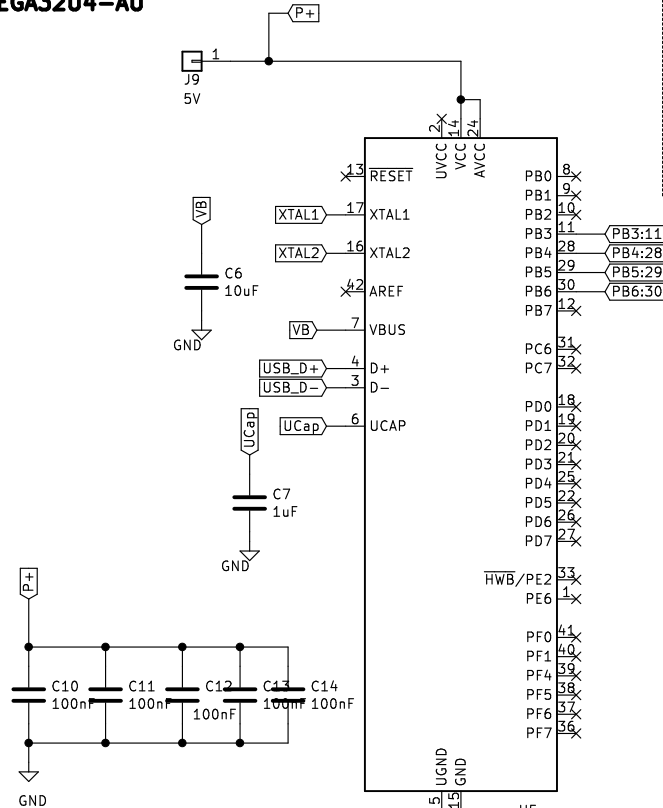 EGA32U4-AU
P+
1
J9
5V
2
14
24
UVCC
VCC
AVCC
13
RESET
PB0
8
PB1
9
VB
XTAL1
17
XTAL1
PB2
10
PB3
11
PB3:11
XTAL2
16
XTAL2
PB4
28
PB4:28
C6
PB5
29
PB5:29
10uF
42
AREF
PB6
30
PB6:30
PB7
12
VB
7
VBUS
GND
PC6
31
USB_D+
4
D+
PC7
32
USB_D-
3
D-
PD0
18
UCap
UCap
6
UCAP
PD1
19
PD2
20
PD3
21
PD4
25
C7
PD5
22
1uF
PD6
26
PD7
27
GND
P+
HWB/PE2
33
PE6
1
PF0
41
PF1
40
PF4
39
C10
C11
C12
C13
C14
PF5
38
100nF
100nF
100nF
100nF
100nF
PF6
37
PF7
36
UGND
GND
GND
5
15